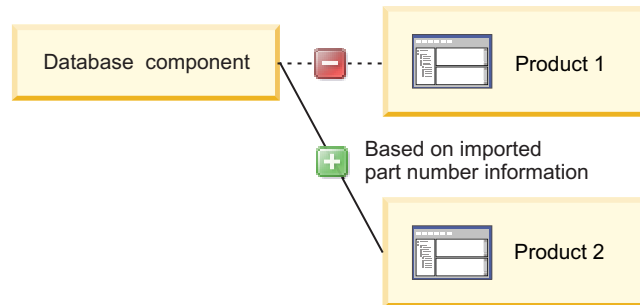 Database component
Product 1
Based on imported
part number information
Product 2